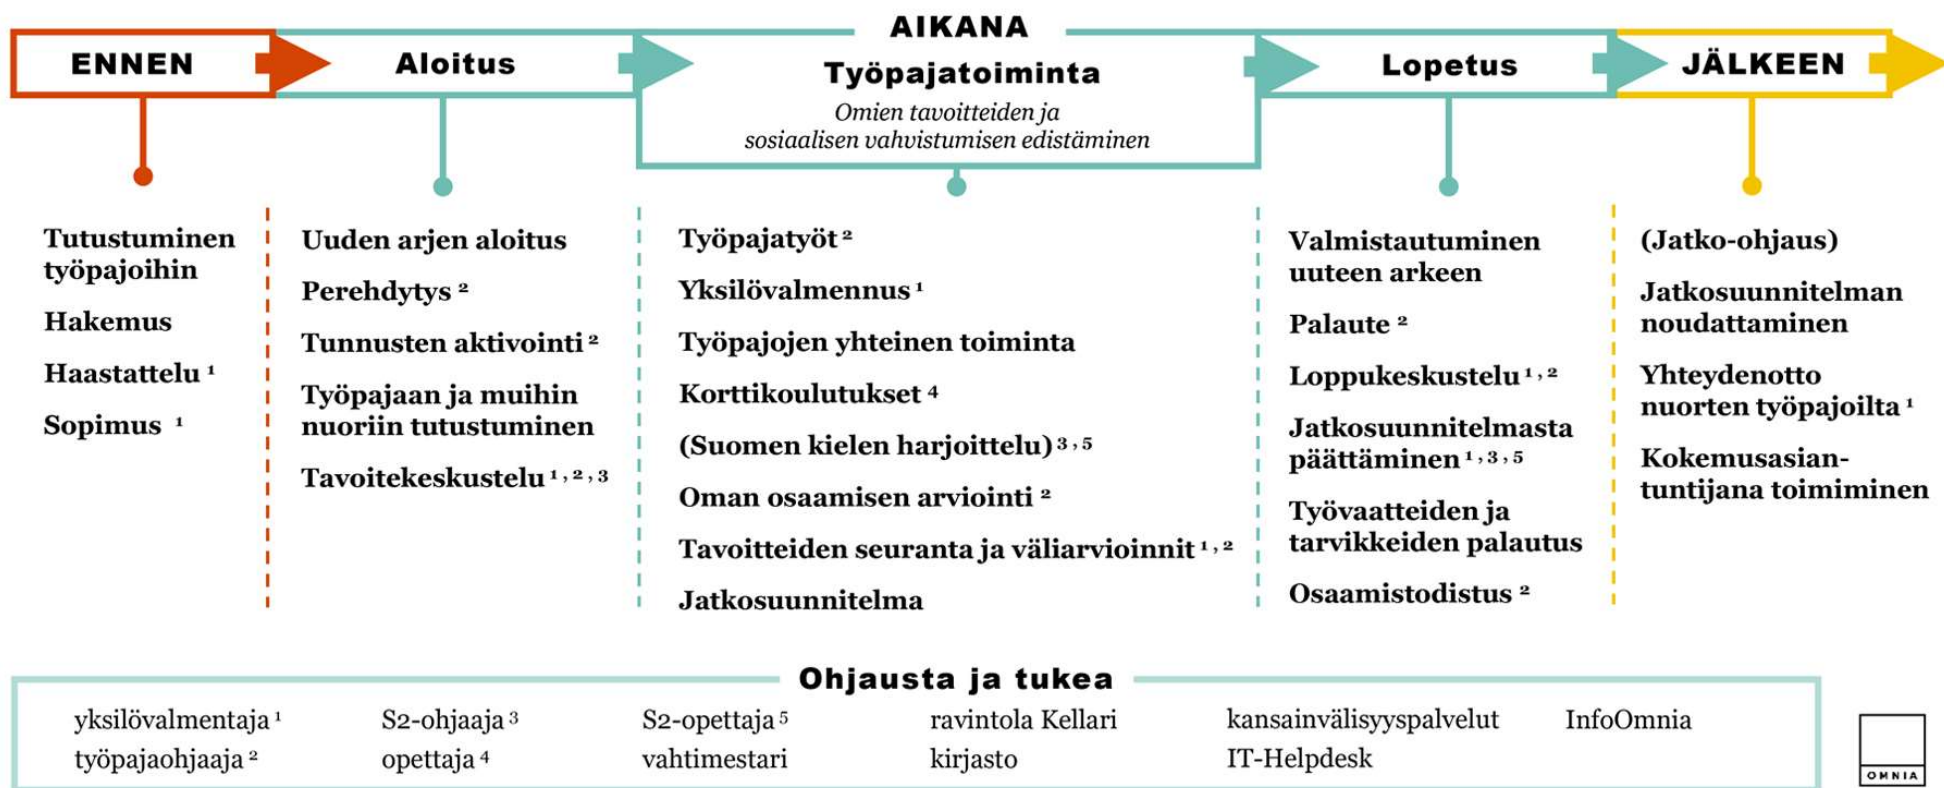 ENNEN
Aloitus
AIKANA
Työpajatoiminta
Omien tavoitteiden ja
sosiaalisen vahvistumisen edistäminen
Lopetus
JÄLKEEN
Tutustuminen
työpajoihin
Hakemus
Haastattelu ¹
Sopimus ¹
Uuden arjen aloitus
Perehdytys ²
Tunnusten aktivointi ²
Työpajaan ja muihin
nuoriin tutustuminen
Tavoitekeskustelu ¹, ², ³
Työpajatyöt ²
Yksilövalmennus ¹
Työpajojen yhteinen toiminta
Korttikoulutukset ⁴
(Suomen kielen harjoittelu) ³, ⁵
Oman osaamisen arviointi ²
Tavoitteiden seuranta ja väliarvioinnit ¹, ²
Jatkosuunnitelma
Valmistautuminen
uuteen arkeen
Palaute ²
Loppukeskustelu ¹, ²
Jatkosuunnitelmasta
päättäminen ¹, ³, ⁵
Työvaatteiden ja
tarvikkeiden palautus
Osaamistodistus ²
(Jatko-ohjaus)
Jatkosuunnitelman
noudattaminen
Yhteydenotto
nuorten työpajoilta ¹
Kokemusasian-
tuntijana toimiminen
Ohjausta ja tukea
yksilövalmentaja ¹
työpajaohjaaja ²
S2-ohjaaja ³
opettaja ⁴
S2-opettaja ⁵
vahtimestari
ravintola Kellari
kirjasto
kansainvälisyyspalvelut
IT-Helpdesk
InfoOmnia
OMNIA